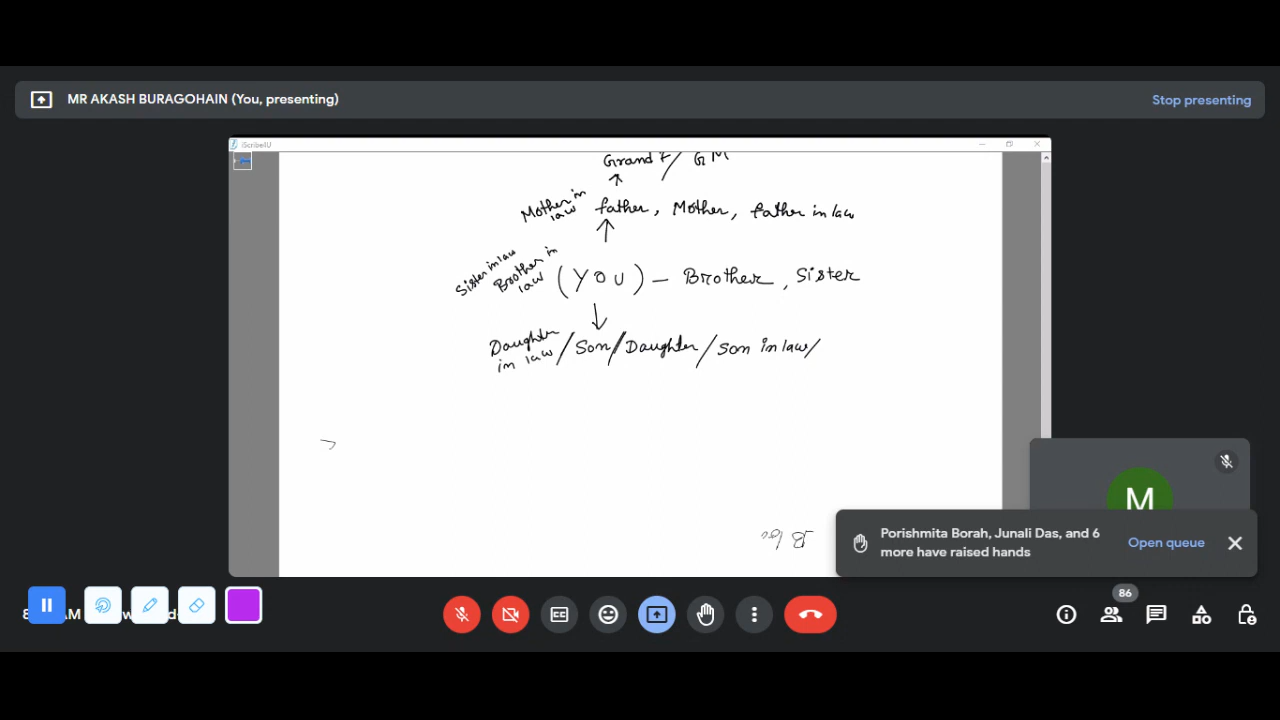 MR AKASH BURAGOHAIN (You, presenting)
Stop presenting
iScribe4U
Grand F/ GM
Mother in law father, Mother, father in law
Sister in law Brother in law (YOU) — Brother, Sister
Daughter in law / Son / Daughter / Son in law /
M
Porishmita Borah, Junali Das, and 6
more have raised hands
Open queue
86